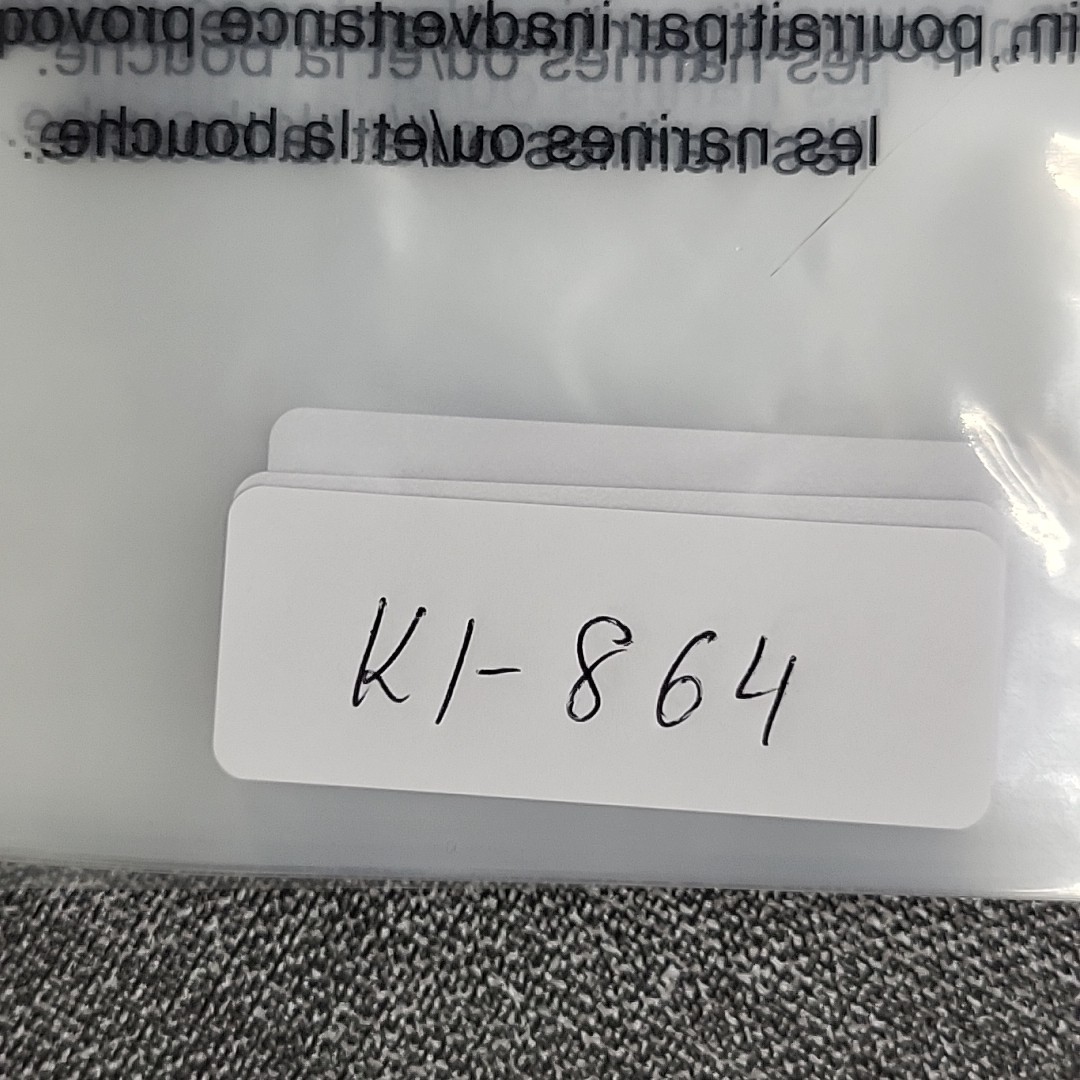 in, pourrait par inadvertance provoq
les narines ou/et la bouche.
K1-864